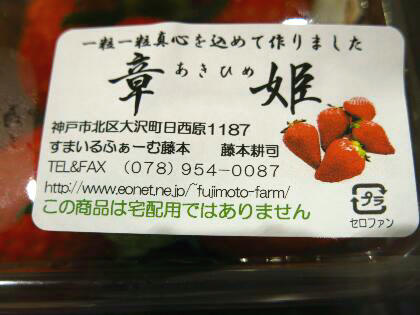 一粒一粒真心を込めて作りました
あきひめ
章姫
神戸市北区大沢町日西原1187
すまいるふぁーむ藤本 藤本耕司
TEL&FAX (078) 954-0087
http://www.eonet.ne.jp/~fujimoto-farm/
この商品は宅配用ではありません
プラ
セロファン